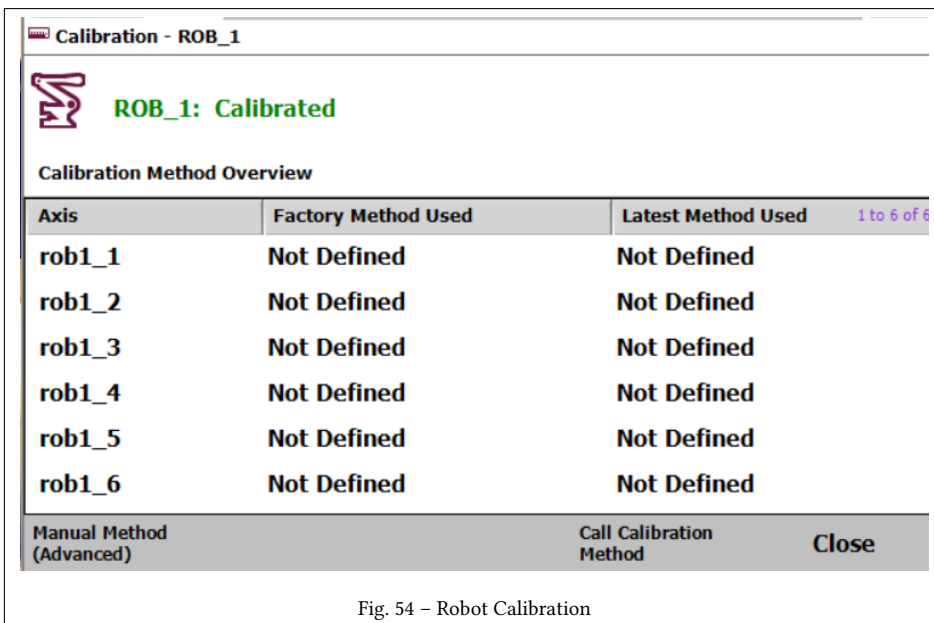 Calibration - ROB_1
ROB_1: Calibrated
Calibration Method Overview
Axis Factory Method Used Latest Method Used 1 to 6 of 6
rob1_1 Not Defined Not Defined
rob1_2 Not Defined Not Defined
rob1_3 Not Defined Not Defined
rob1_4 Not Defined Not Defined
rob1_5 Not Defined Not Defined
rob1_6 Not Defined Not Defined
Manual Method (Advanced) Call Calibration Method Close
Fig. 54 – Robot Calibration